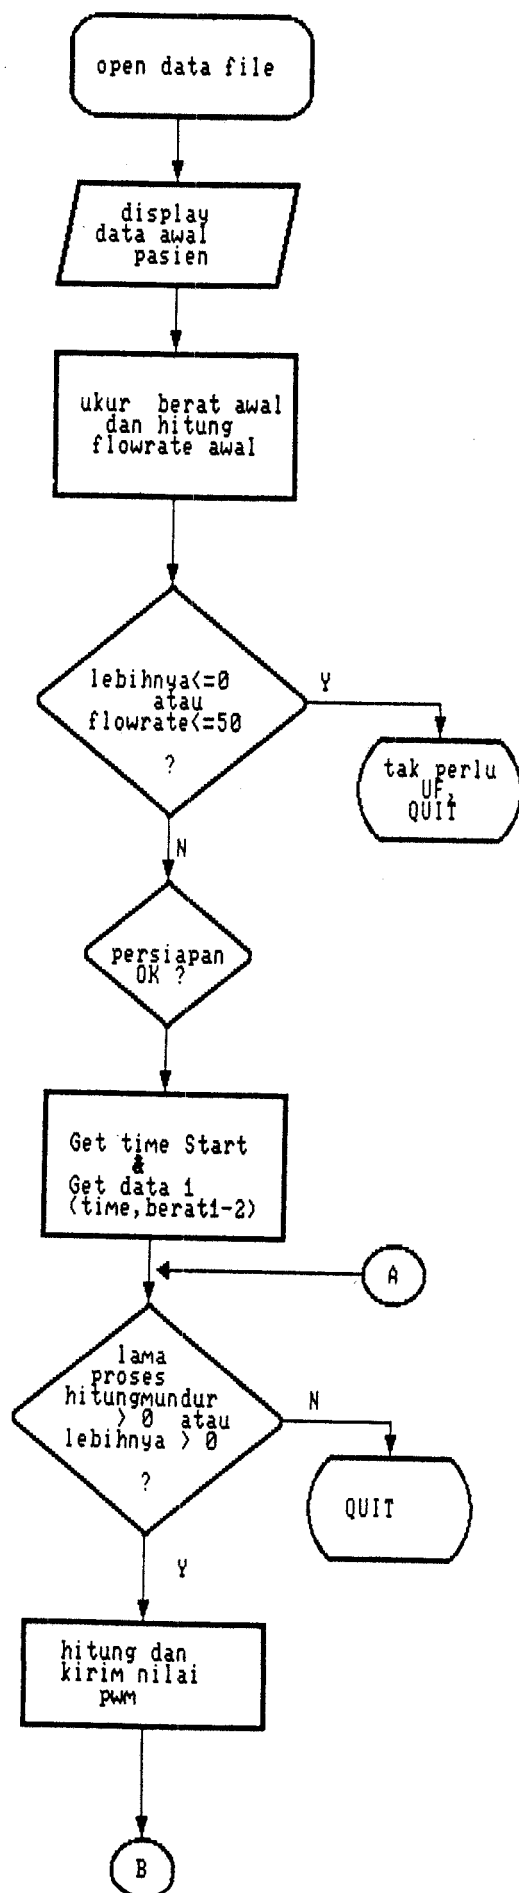 open data file
display
data awal
pasien
ukur berat awal
dan hitung
flowrate awal
lebihnya<=0
atau
flowrate<=50
?
Y
tak perlu
UF,
QUIT
N
persiapan
OK ?
Get time Start
&
Get data 1
(time,berat1-2)
A
lama
proses
hitungmundur
> 0 atau
lebihnya > 0
?
N
QUIT
Y
hitung dan
kirim nilai
pwm
B